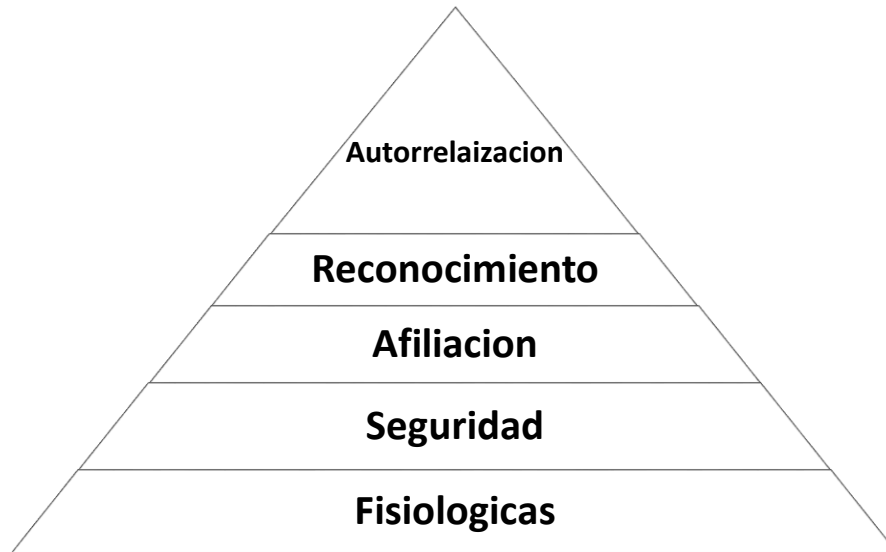 Autorrelaizacion
Reconocimiento
Afiliacion
Seguridad
Fisiologicas